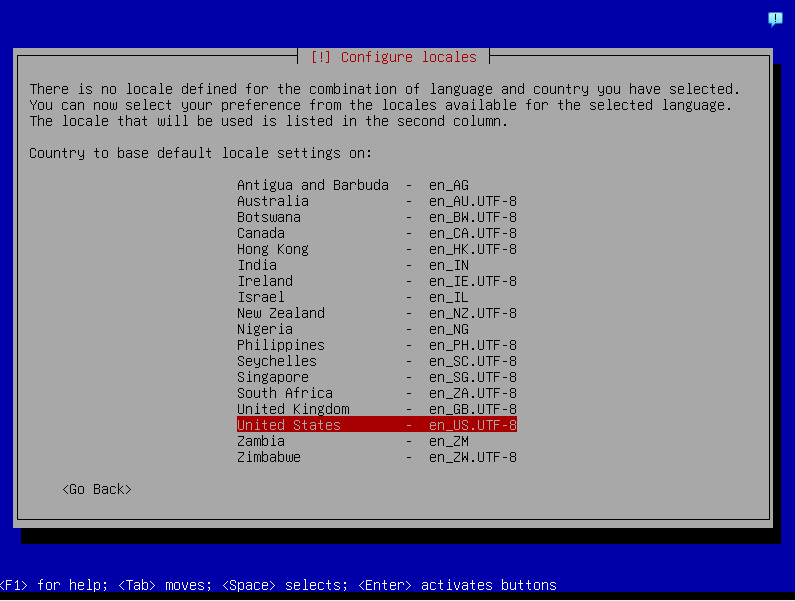 [!] Configure locales
There is no locale defined for the combination of language and country you have selected.
You can now select your preference from the locales available for the selected language.
The locale that will be used is listed in the second column.
Country to base default locale settings on:
Antigua and Barbuda - en_AG
Australia - en_AU.UTF-8
Botswana - en_BW.UTF-8
Canada - en_CA.UTF-8
Hong Kong - en_HK.UTF-8
India - en_IN
Ireland - en_IE.UTF-8
Israel - en_IL
New Zealand - en_NZ.UTF-8
Nigeria - en_NG
Philippines - en_PH.UTF-8
Seychelles - en_SC.UTF-8
Singapore - en_SG.UTF-8
South Africa - en_ZA.UTF-8
United Kingdom - en_GB.UTF-8
United States - en_US.UTF-8
Zambia - en_ZM
Zimbabwe - en_ZW.UTF-8
<Go Back>
<F1> for help; <Tab> moves; <Space> selects; <Enter> activates buttons